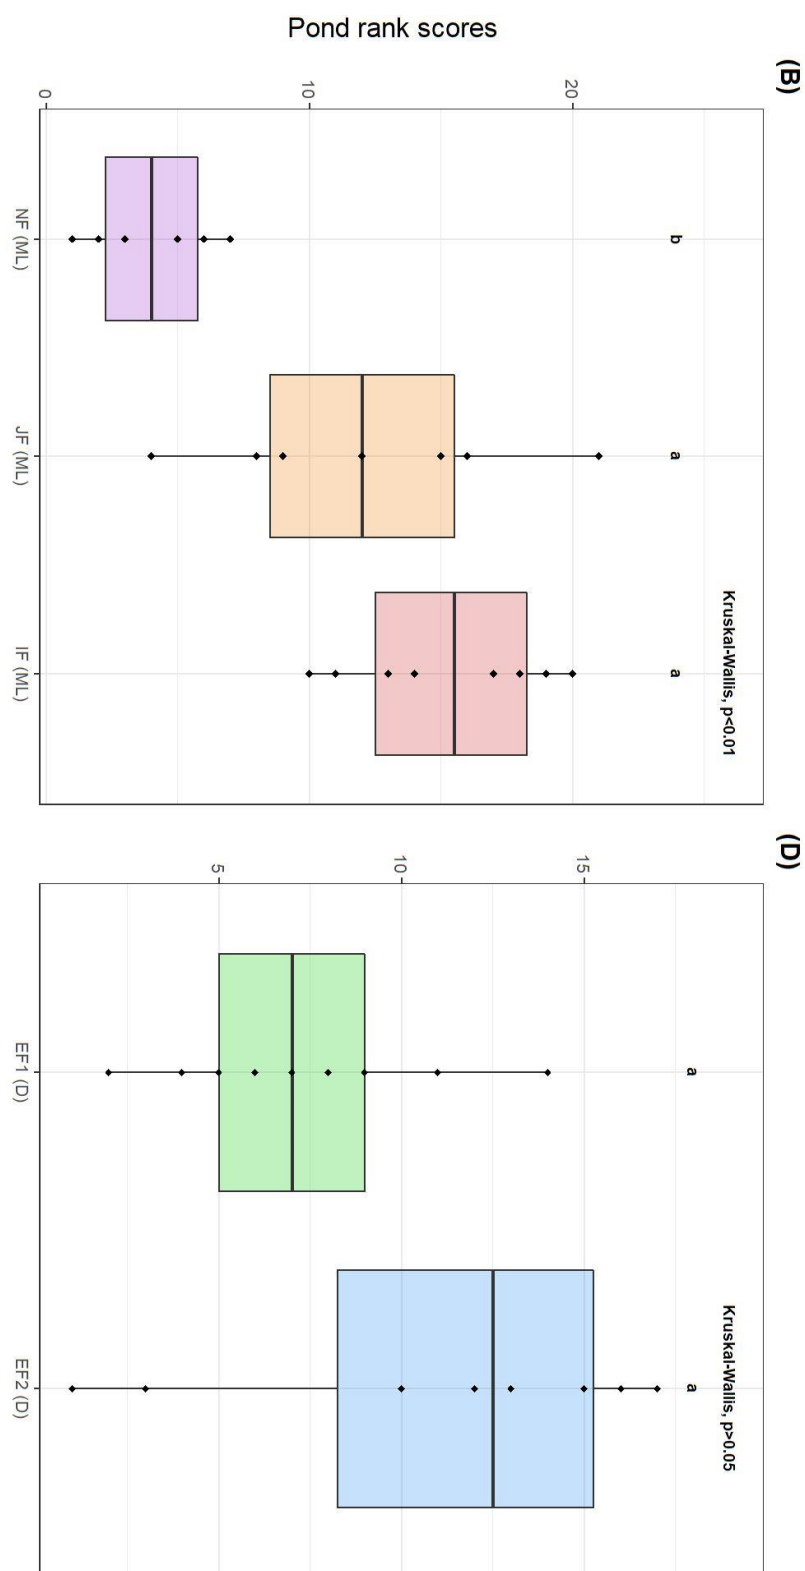 Pond rank scores
(B)
0
10
20
b
a
a
Kruskal-Wallis, p<0.01
NF (ML)
JF (ML)
IF (ML)
(D)
5
10
15
a
a
Kruskal-Wallis, p>0.05
EF1 (D)
EF2 (D)